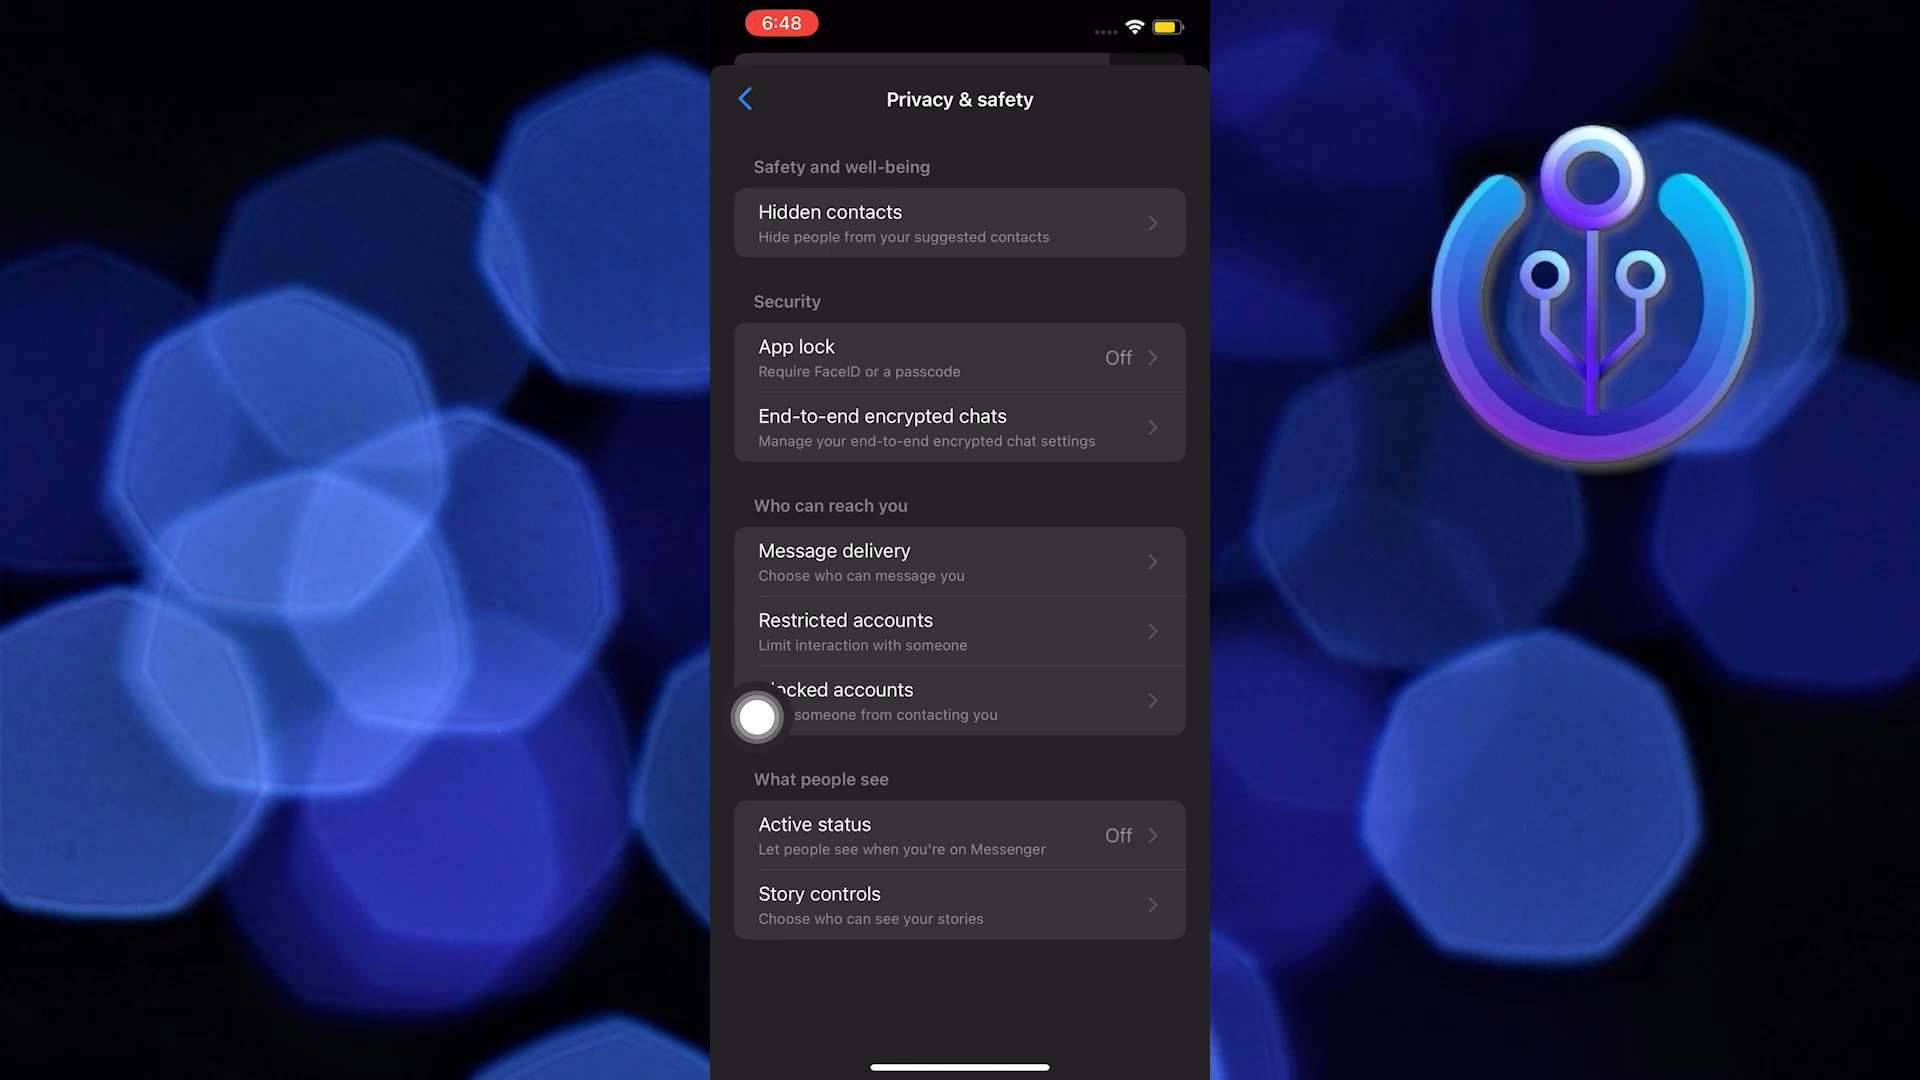 6:48
Privacy & safety
Safety and well-being
Hidden contacts
Hide people from your suggested contacts
Security
App lock
Off
Require FaceID or a passcode
End-to-end encrypted chats
Manage your end-to-end encrypted chat settings
Who can reach you
Message delivery
Choose who can message you
Restricted accounts
Limit interaction with someone
accounts
someone from contacting you
What people see
Active status
Off
Let people see when you're on Messenger
Story controls
Choose who can see your stories